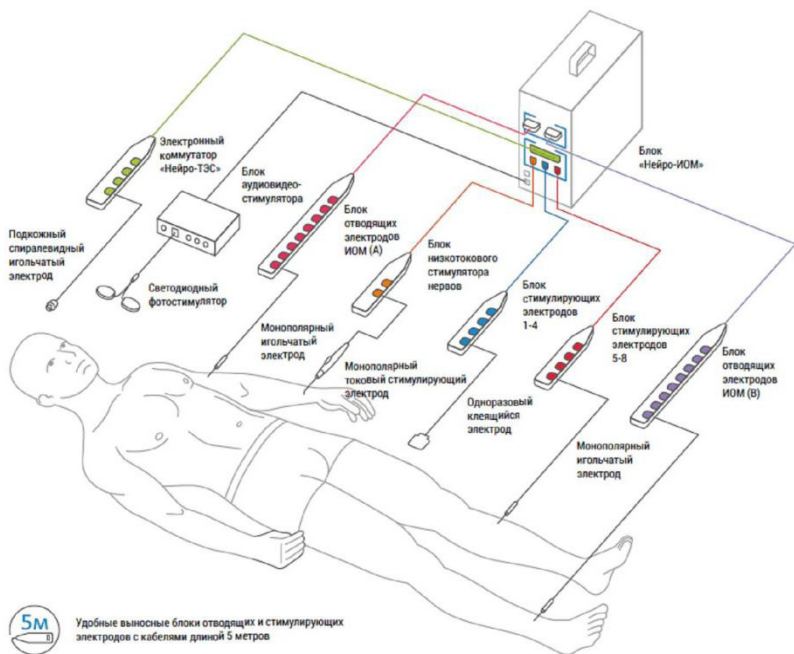 Электронный
коммутатор
«Нейро-ТЭС»
Блок
аудиовидео-
стимулятора
Блок
отводящих
электродов
ИОМ (А)
Блок
«Нейро-ИОМ»
Подкожный
спиралевидный
игольчатый
электрод
Светодиодный
фотостимулятор
Блок
низкотокового
стимулятора
нервов
Блок
стимулирующих
электродов
1-4
Блок
стимулирующих
электродов
5-8
Блок
отводящих
электродов
ИОМ (В)
Монополярный
игольчатый
электрод
Монополярный
токовый стимулирующий
электрод
Одноразовый
клеящийся
электрод
Монополярный
игольчатый
электрод
5м
Удобные выносные блоки отводящих и стимулирующих
электродов с кабелями длиной 5 метров